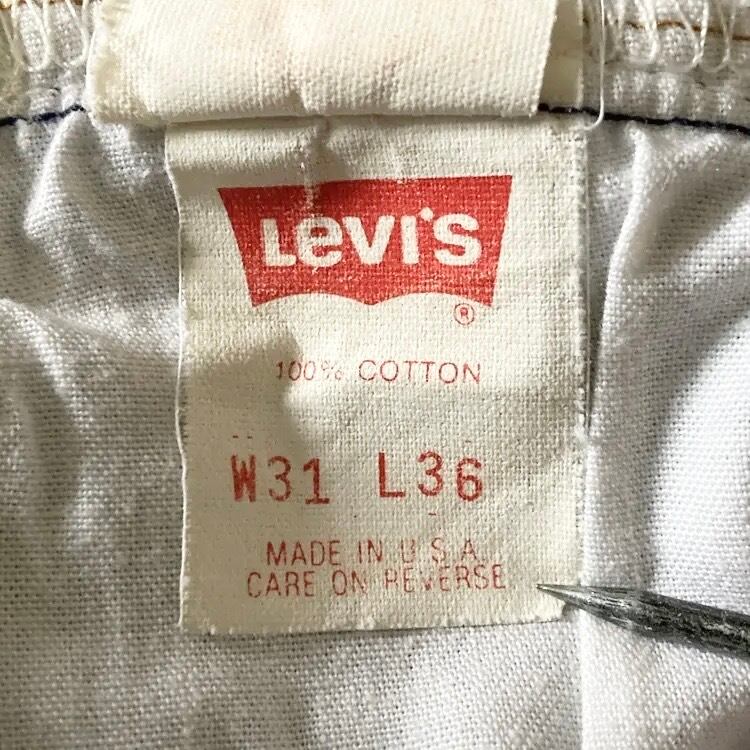 Levi's
®
100% COTTON
W31 L36
MADE IN U.S.A.
CARE ON REVERSE